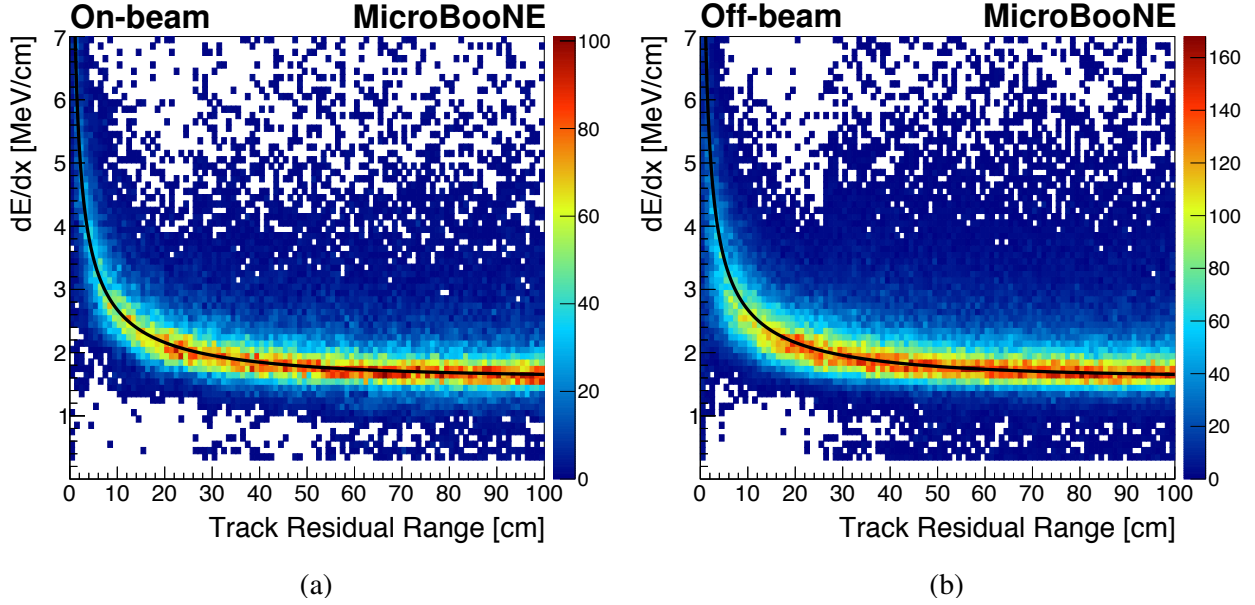 On-beam MicroBooNE
dE/dx [MeV/cm]
7
6
5
4
3
2
1
0 10 20 30 40 50 60 70 80 90 100
Track Residual Range [cm]
100
80
60
40
20
0
(a)
Off-beam MicroBooNE
dE/dx [MeV/cm]
7
6
5
4
3
2
1
0 10 20 30 40 50 60 70 80 90 100
Track Residual Range [cm]
160
140
120
100
80
60
40
20
0
(b)